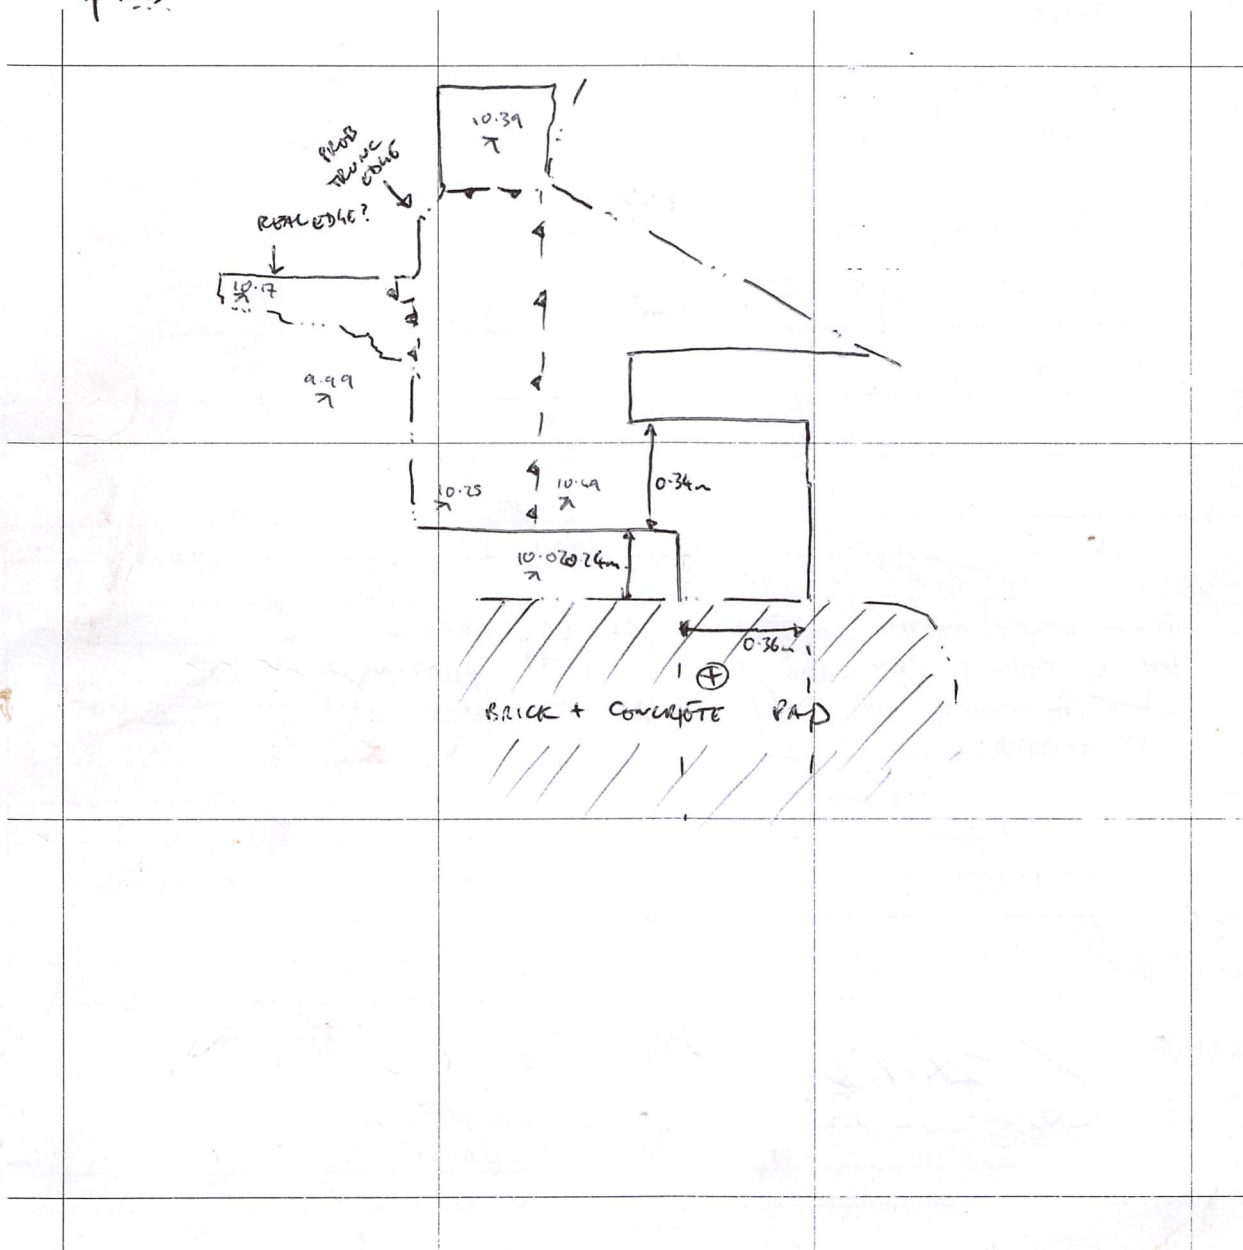 10.39
PROB
TRUNC
EDGE
REAL EDGE?
10.17
9.99
10.25
10.49
0.34m
10.02
0.24m
0.36m
BRICK + CONCRETE PAD